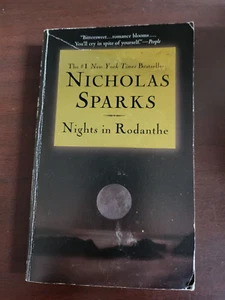 "Bittersweet...romance blooms....
You'll cry in spite of yourself"—People
The #1 New York Times Bestseller
NICHOLAS
SPARKS
Nights in Rodanthe